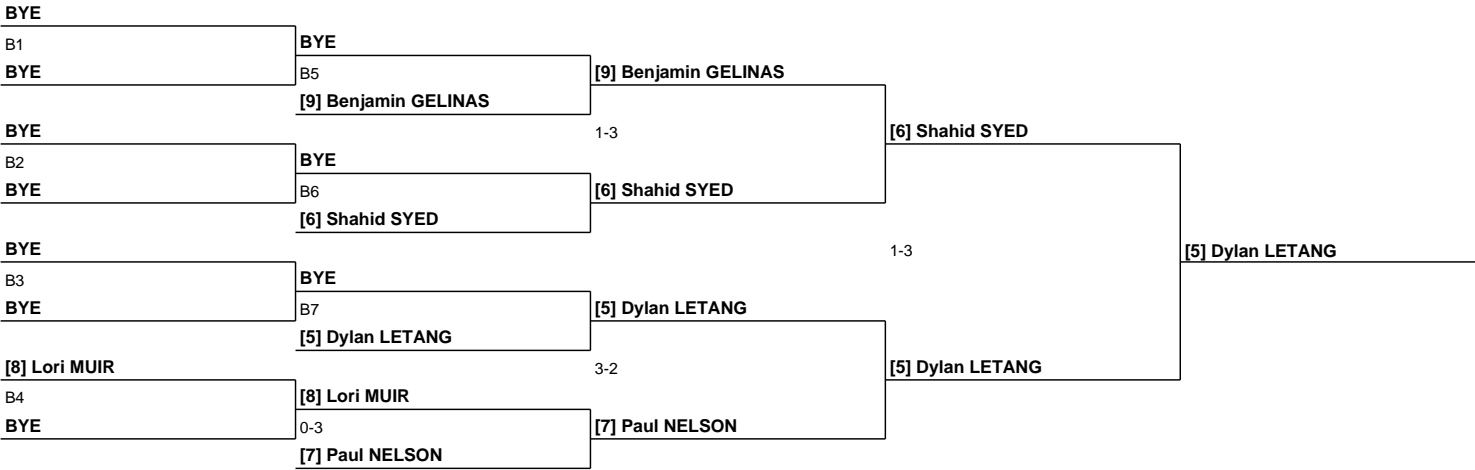 BYE
B1
BYE
BYE
B5
[9] Benjamin GELINAS
[9] Benjamin GELINAS
BYE
1-3
[6] Shahid SYED
B2
BYE
BYE
B6
[6] Shahid SYED
[6] Shahid SYED
BYE
1-3
[5] Dylan LETANG
B3
BYE
BYE
B7
[5] Dylan LETANG
[5] Dylan LETANG
[8] Lori MUIR
3-2
[5] Dylan LETANG
B4
[8] Lori MUIR
BYE
0-3
[7] Paul NELSON
[7] Paul NELSON